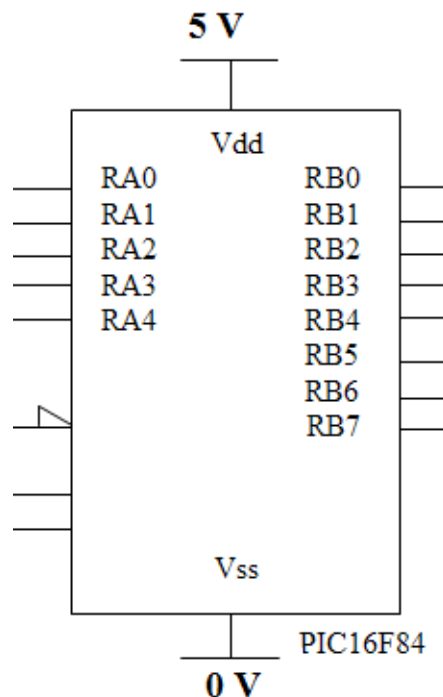 5 V
Vdd
RA0 RB0
RA1 RB1
RA2 RB2
RA3 RB3
RA4 RB4
RB5
RB6
RB7
Vss
PIC16F84
0 V